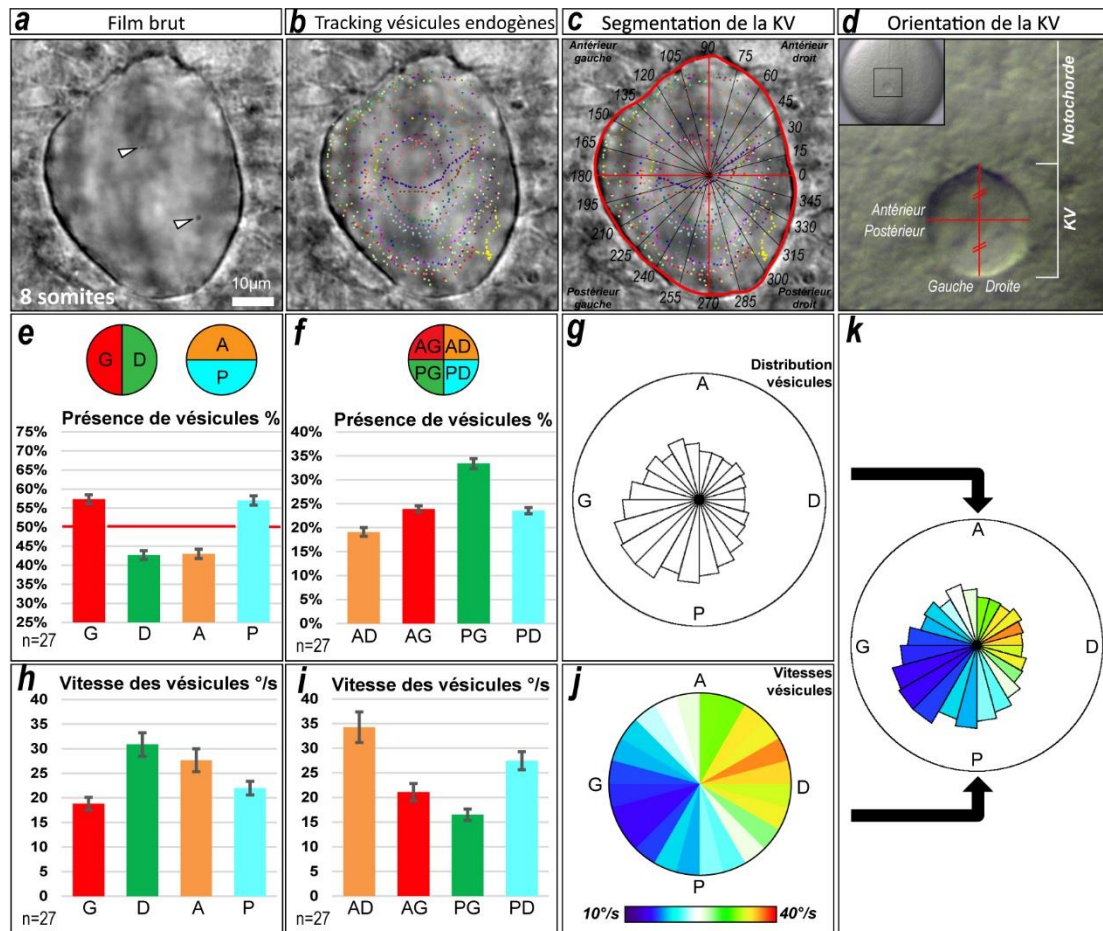 a Film brut
8 somites
10µm
b Tracking vésicules endogènes
c Segmentation de la KV
Antérieur gauche
Antérieur droit
90
105
75
120
60
135
45
150
30
165
15
180
0
195
345
210
330
225
315
240
300
255
285
270
Postérieur gauche
Postérieur droit
d Orientation de la KV
Notochorde
KV
Antérieur
Postérieur
Gauche Droite
e
G D
A
P
Présence de vésicules %
75%
70%
65%
60%
55%
50%
45%
40%
35%
30%
25%
n=27
G D A P
f
AG AD
PG PD
Présence de vésicules %
40%
35%
30%
25%
20%
15%
10%
5%
0%
n=27
AD AG PG PD
g
Distribution
vésicules
A
G D
P
h Vitesse des vésicules °/s
40
35
30
25
20
15
10
5
0
n=27
G D A P
i Vitesse des vésicules °/s
40
35
30
25
20
15
10
5
0
n=27
AD AG PG PD
j
Vitesses
vésicules
A
G D
P
10°/s 40°/s
k
A
G D
P